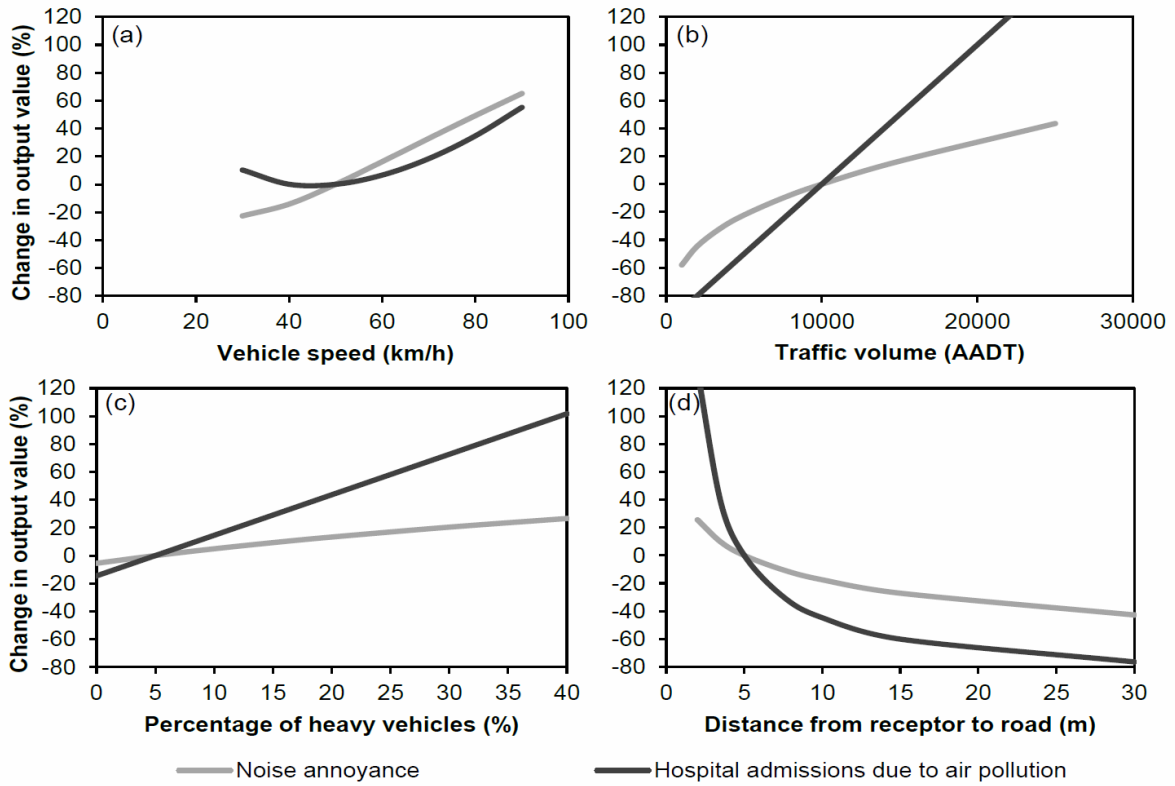 (a)
Change in output value (%)
120
100
80
60
40
20
0
-20
-40
-60
-80
0 20 40 60 80 100
Vehicle speed (km/h)
(b)
120
100
80
60
40
20
0
-20
-40
-60
-80
0 10000 20000 30000
Traffic volume (AADT)
(c)
Change in output value (%)
120
100
80
60
40
20
0
-20
-40
-60
-80
0 5 10 15 20 25 30 35 40
Percentage of heavy vehicles (%)
(d)
120
100
80
60
40
20
0
-20
-40
-60
-80
0 5 10 15 20 25 30
Distance from receptor to road (m)
Noise annoyance
Hospital admissions due to air pollution